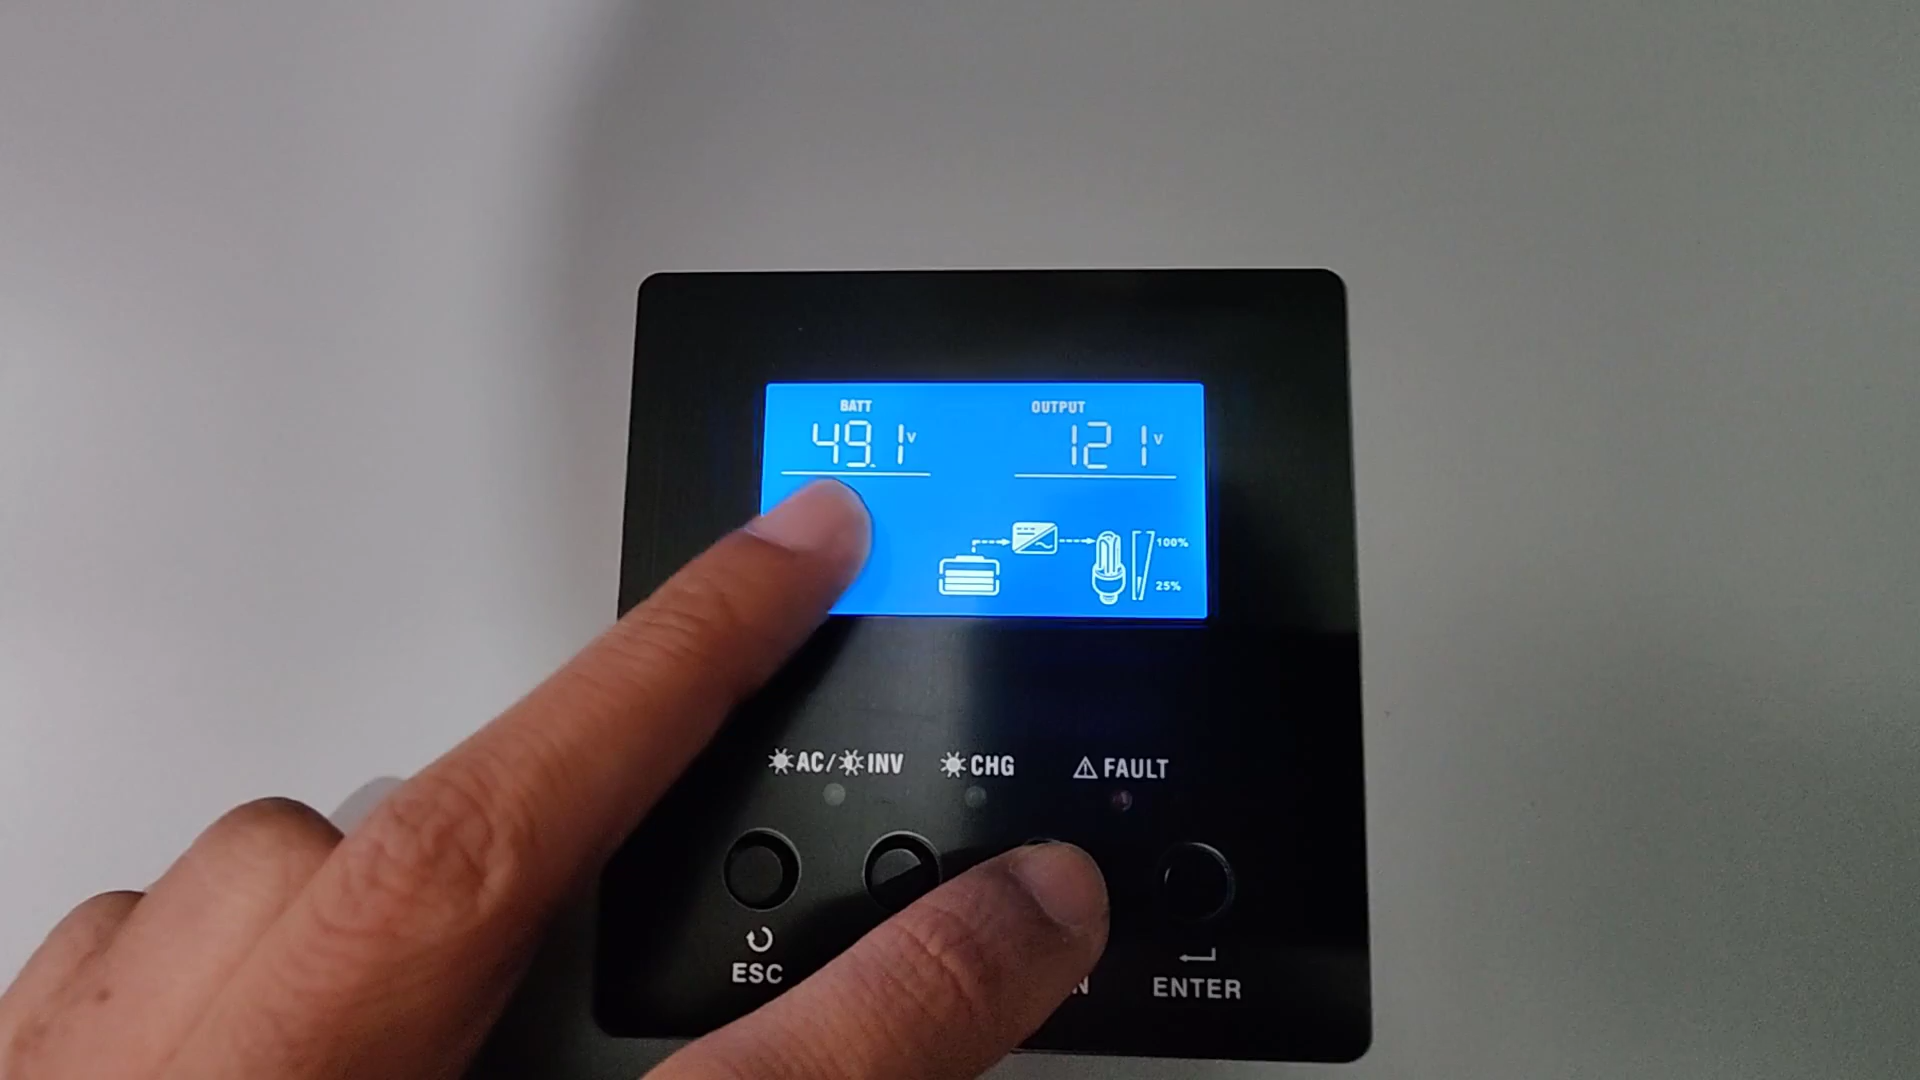 BATT OUTPUT
49.1V 121V
100%
25%
AC/ INV CHG FAULT
ESC ENTER